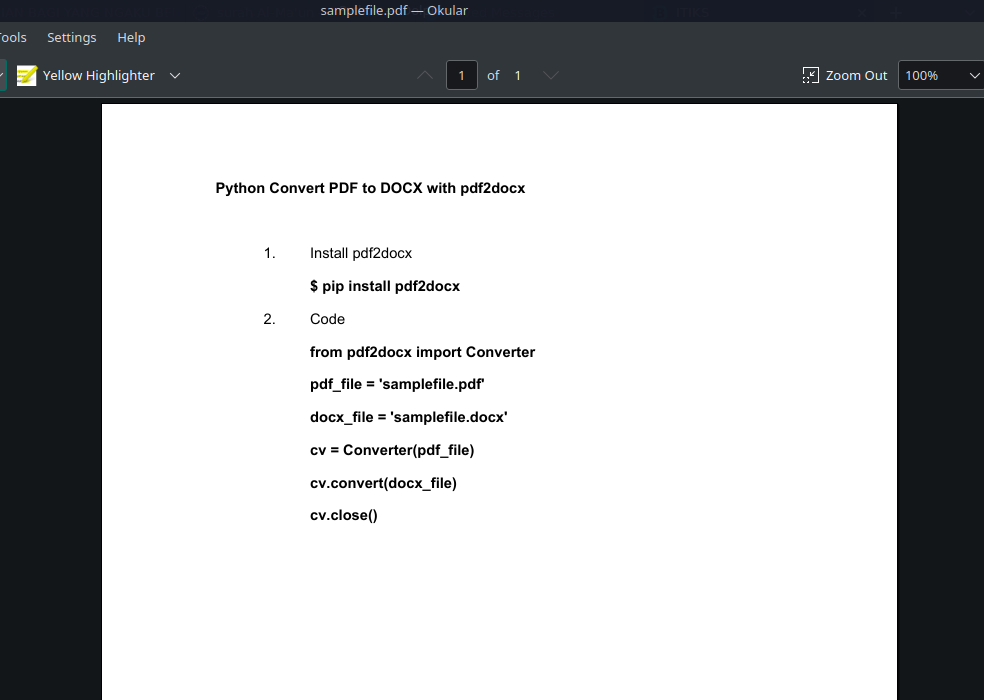 samplefile.pdf — Okular
Tools Settings Help
Yellow Highlighter 1 of 1 Zoom Out 100%
Python Convert PDF to DOCX with pdf2docx
1. Install pdf2docx
$ pip install pdf2docx
2. Code
from pdf2docx import Converter
pdf_file = 'samplefile.pdf'
docx_file = 'samplefile.docx'
cv = Converter(pdf_file)
cv.convert(docx_file)
cv.close()